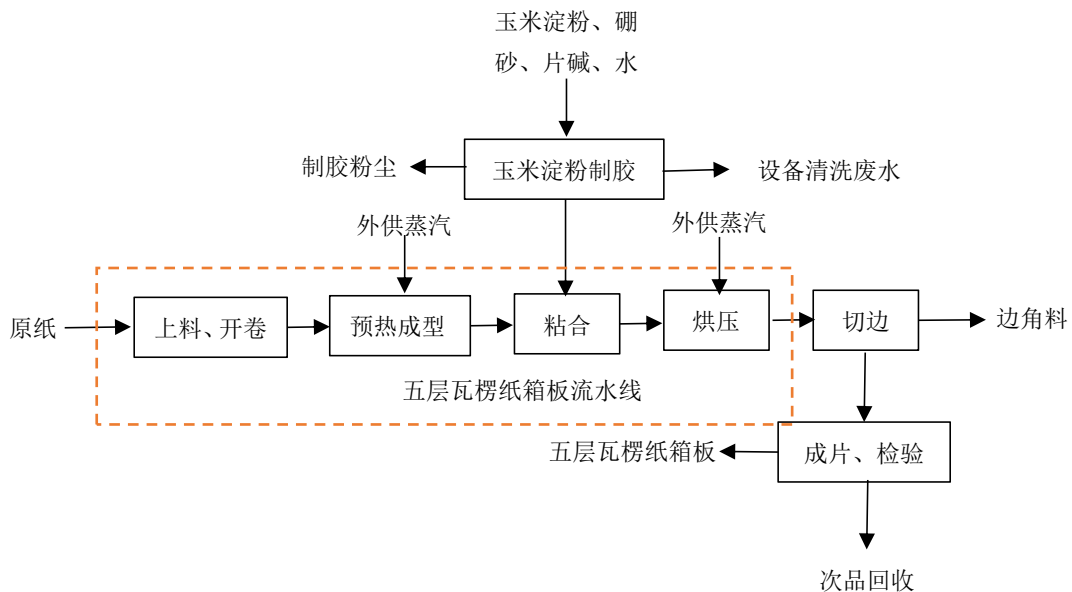 玉米淀粉、硼
砂、片碱、水
制胶粉尘
玉米淀粉制胶
设备清洗废水
外供蒸汽
外供蒸汽
原纸
上料、开卷
预热成型
粘合
烘压
切边
边角料
五层瓦楞纸箱板流水线
五层瓦楞纸箱板
成片、检验
次品回收